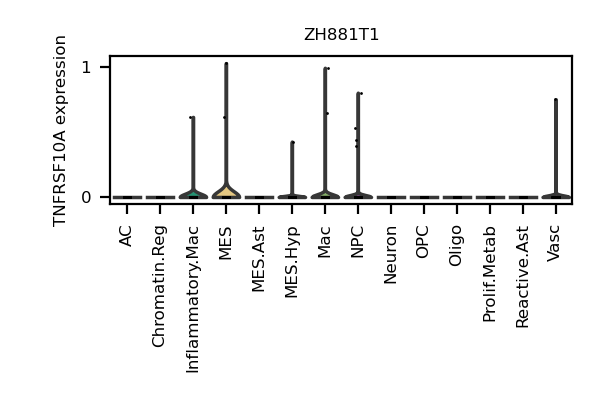 ZH881T1
TNFRSF10A expression
1
0
AC
Chromatin.Reg
Inflammatory.Mac
MES
MES.Ast
MES.Hyp
Mac
NPC
Neuron
OPC
Oligo
Prolif.Metab
Reactive.Ast
Vasc